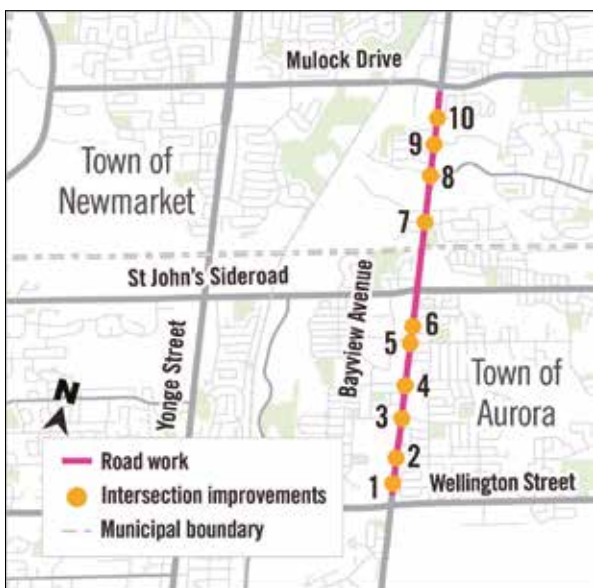 Mulock Drive
10
9
8
7
Town of
Newmarket
St John's Sideroad
Bayview Avenue
6
5
4
3
2
1
Town of
Aurora
Yonge Street
N
Wellington Street
Road work
Intersection improvements
Municipal boundary